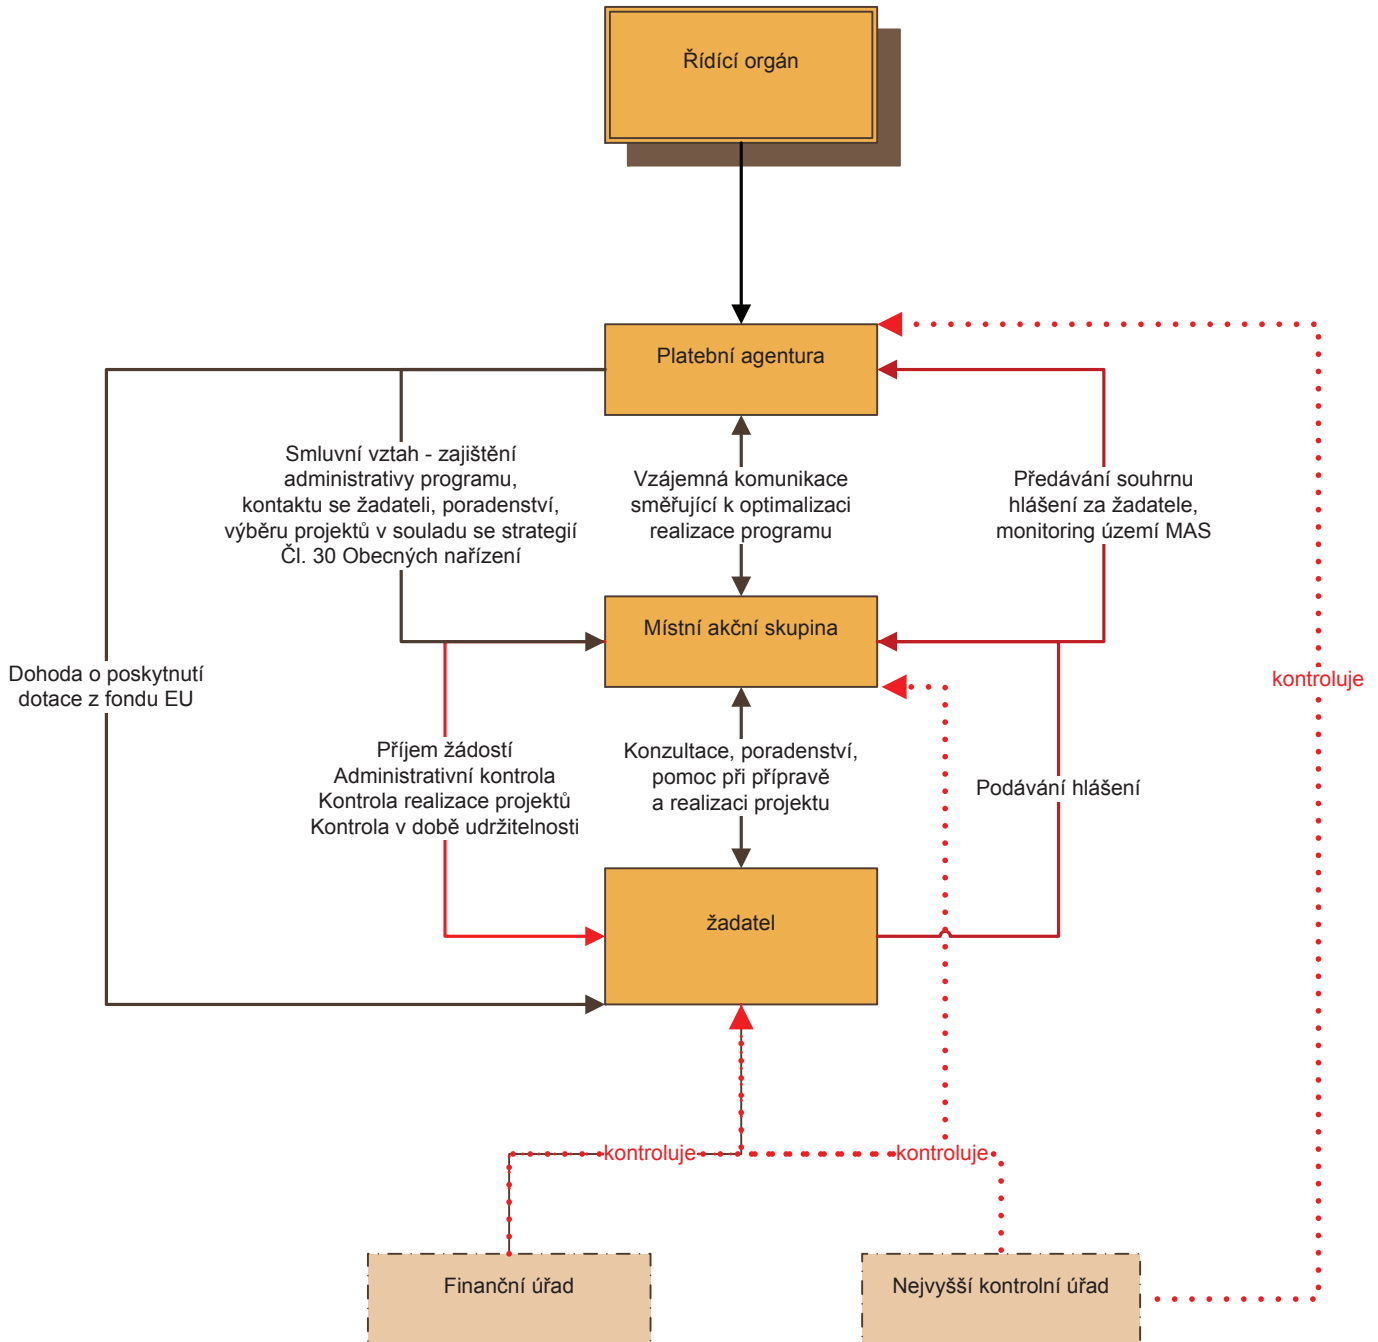 Řídící orgán
Platební agentura
Smluvní vztah - zajištění
administrativy programu,
kontaktu se žadateli, poradenství,
výběru projektů v souladu se strategií
Čl. 30 Obecných nařízení
Vzájemná komunikace
směřující k optimalizaci
realizace programu
Předávání souhrnu
hlášení za žadatele,
monitoring území MAS
Místní akční skupina
Dohoda o poskytnutí
dotace z fondu EU
kontroluje
Příjem žádostí
Administrativní kontrola
Kontrola realizace projektů
Kontrola v době udržitelnosti
Konzultace, poradenství,
pomoc při přípravě
a realizaci projektu
Podávání hlášení
žadatel
kontroluje
kontroluje
Finanční úřad
Nejvyšší kontrolní úřad